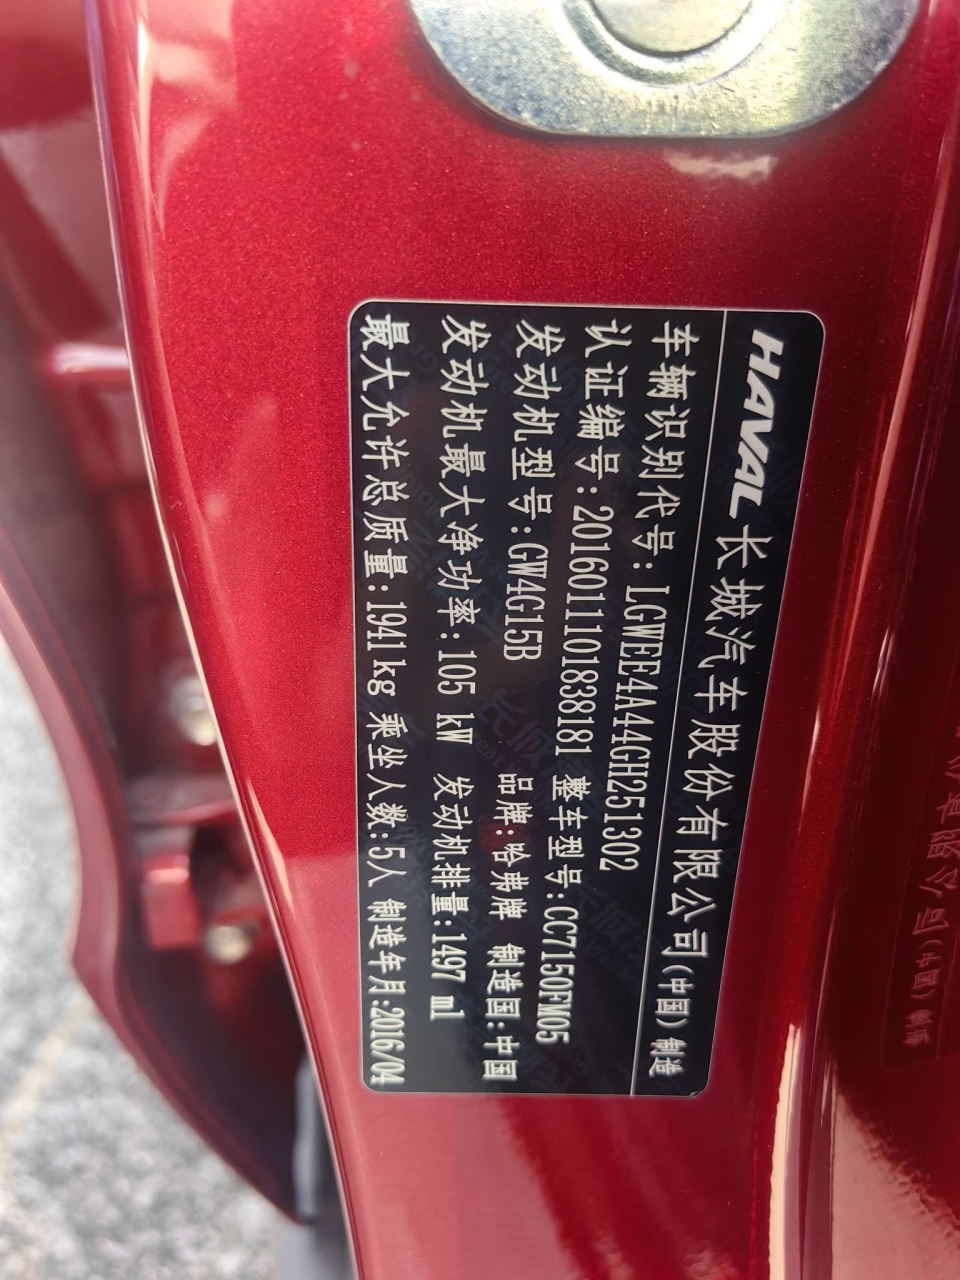 HAVAL 长城汽车股份有限公司(中国)制造
车辆识别代号:LGWEE4A44GH251302
认证编号:2016011101838181 整车型号:CC7150FM05
发动机型号:GW4G15B 品牌:哈弗牌 制造国:中国
发动机最大净功率:105 kW 发动机排量:1497 ml
最大允许总质量:1941kg 乘坐人数:5人 制造年月:2016/04